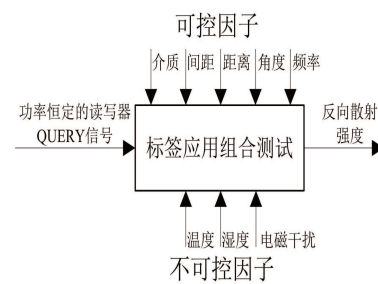 可控因子
介质 间距 距离 角度 频率
功率恒定的读写器
QUERY信号
标签应用组合测试
反向散射
强度
温度 湿度 电磁干扰
不可控因子